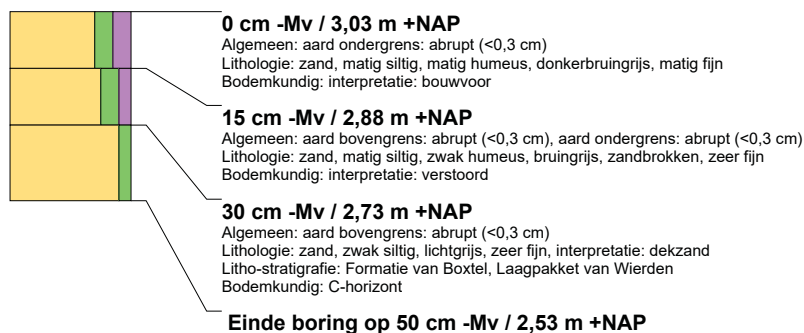 0 cm -Mv / 3,03 m +NAP
Algemeen: aard ondergrens: abrupt (<0,3 cm)
Lithologie: zand, matig siltig, matig humeus, donkerbruingrijs, matig fijn
Bodemkundig: interpretatie: bouwvoor
15 cm -Mv / 2,88 m +NAP
Algemeen: aard bovengrens: abrupt (<0,3 cm), aard ondergrens: abrupt (<0,3 cm)
Lithologie: zand, matig siltig, zwak humeus, bruingrijs, zandbrokken, zeer fijn
Bodemkundig: interpretatie: verstoord
30 cm -Mv / 2,73 m +NAP
Algemeen: aard bovengrens: abrupt (<0,3 cm)
Lithologie: zand, zwak siltig, lichtgrijs, zeer fijn, interpretatie: dekzand
Litho-stratigrafie: Formatie van Boxtel, Laagpakket van Wierden
Bodemkundig: C-horizont
Einde boring op 50 cm -Mv / 2,53 m +NAP